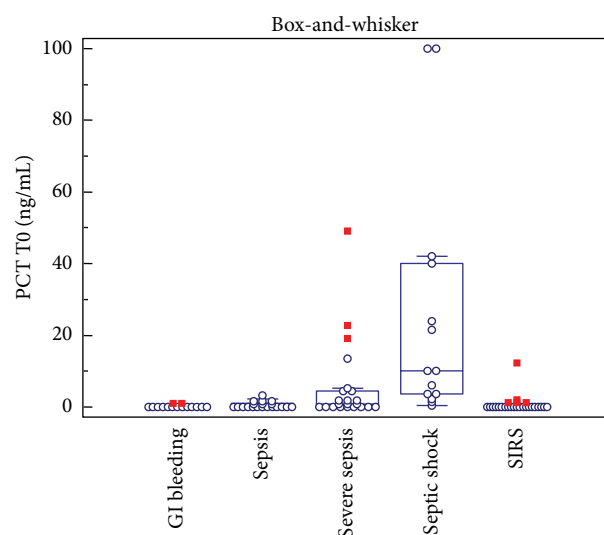 Box-and-whisker
100
80
60
40
20
0
PCT T0 (ng/mL)
GI bleeding
Sepsis
Severe sepsis
Septic shock
SIRS